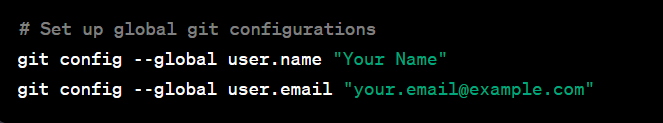 # Set up global git configurations
git config --global user.name "Your Name"
git config --global user.email "your.email@example.com"